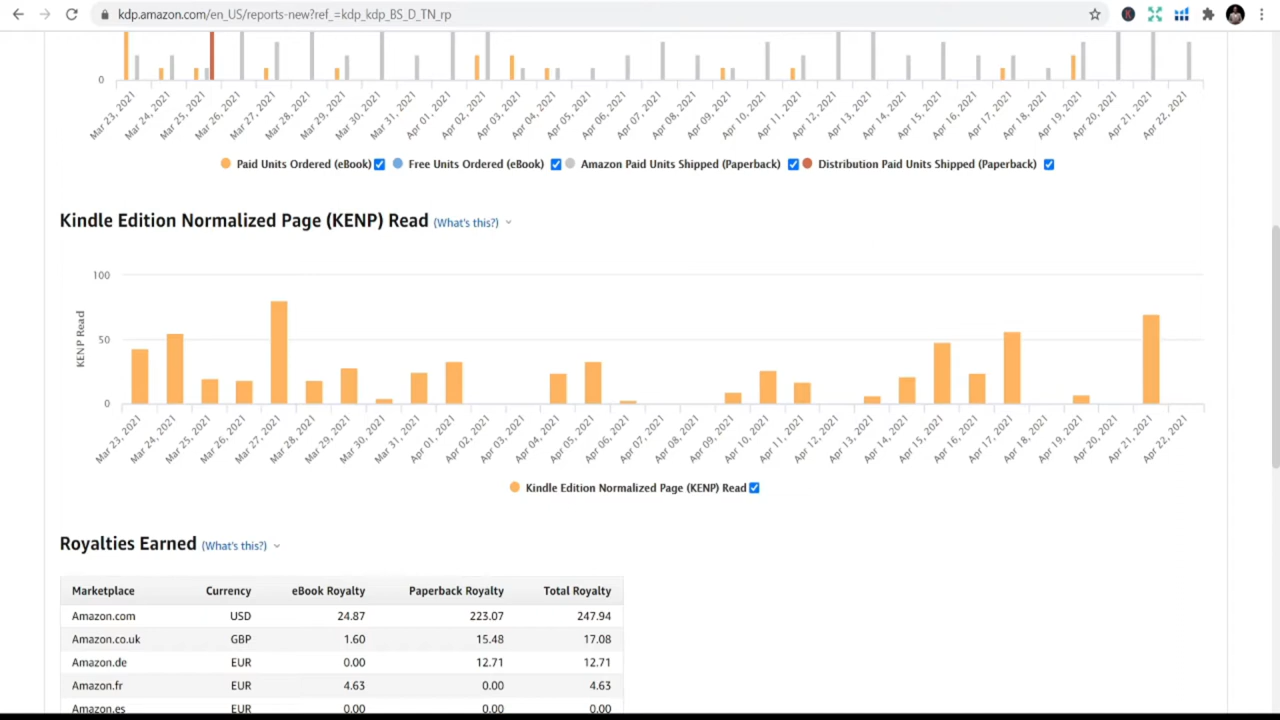 kdp.amazon.com/en_US/reports-new?ref_=kdp_kdp_BS_D_TN_rp
0
Mar 23, 2021 Mar 24, 2021 Mar 25, 2021 Mar 26, 2021 Mar 27, 2021 Mar 28, 2021 Mar 29, 2021 Mar 30, 2021 Mar 31, 2021 Apr 01, 2021 Apr 02, 2021 Apr 03, 2021 Apr 04, 2021 Apr 05, 2021 Apr 06, 2021 Apr 07, 2021 Apr 08, 2021 Apr 09, 2021 Apr 10, 2021 Apr 11, 2021 Apr 12, 2021 Apr 13, 2021 Apr 14, 2021 Apr 15, 2021 Apr 16, 2021 Apr 17, 2021 Apr 18, 2021 Apr 19, 2021 Apr 20, 2021 Apr 21, 2021 Apr 22, 2021
Paid Units Ordered (eBook) Free Units Ordered (eBook) Amazon Paid Units Shipped (Paperback) Distribution Paid Units Shipped (Paperback)
Kindle Edition Normalized Page (KENP) Read (What's this?)
100
KENP Read
50
0
Mar 23, 2021 Mar 24, 2021 Mar 25, 2021 Mar 26, 2021 Mar 27, 2021 Mar 28, 2021 Mar 29, 2021 Mar 30, 2021 Mar 31, 2021 Apr 01, 2021 Apr 02, 2021 Apr 03, 2021 Apr 04, 2021 Apr 05, 2021 Apr 06, 2021 Apr 07, 2021 Apr 08, 2021 Apr 09, 2021 Apr 10, 2021 Apr 11, 2021 Apr 12, 2021 Apr 13, 2021 Apr 14, 2021 Apr 15, 2021 Apr 16, 2021 Apr 17, 2021 Apr 18, 2021 Apr 19, 2021 Apr 20, 2021 Apr 21, 2021 Apr 22, 2021
Kindle Edition Normalized Page (KENP) Read
Royalties Earned (What's this?)
Marketplace Currency eBook Royalty Paperback Royalty Total Royalty
Amazon.com USD 24.87 223.07 247.94
Amazon.co.uk GBP 1.60 15.48 17.08
Amazon.de EUR 0.00 12.71 12.71
Amazon.fr EUR 4.63 0.00 4.63
Amazon.es EUR 0.00 0.00 0.00